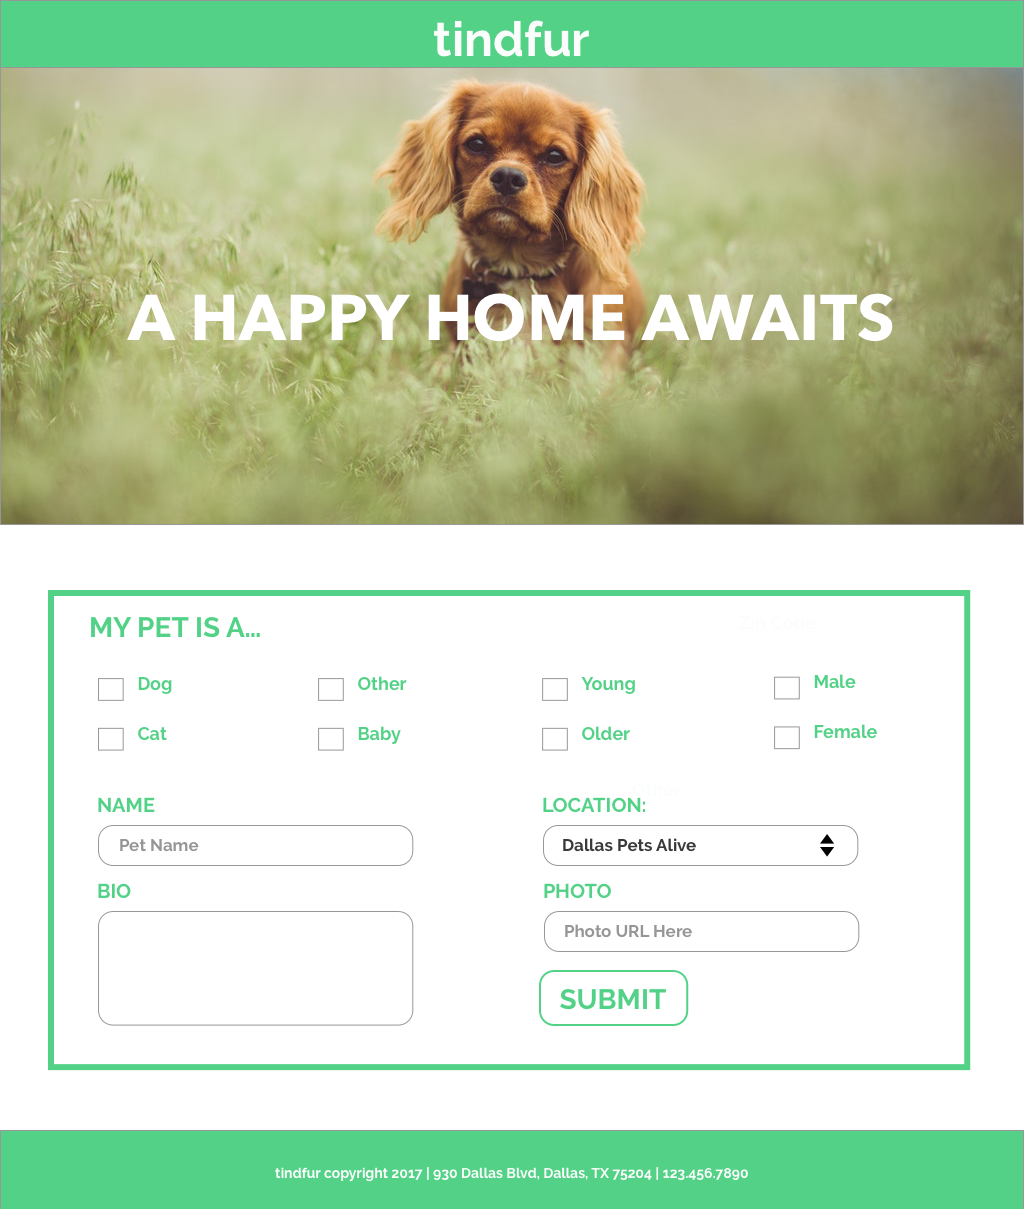 tindfur
A HAPPY HOME AWAITS
MY PET IS A...
Zip Code
Dog
Other
Young
Male
Cat
Baby
Older
Female
NAME
LOCATION:
Pet Name
Dallas Pets Alive
BIO
PHOTO
Photo URL Here
SUBMIT
tindfur copyright 2017 | 930 Dallas Blvd, Dallas, TX 75204 | 123.456.7890